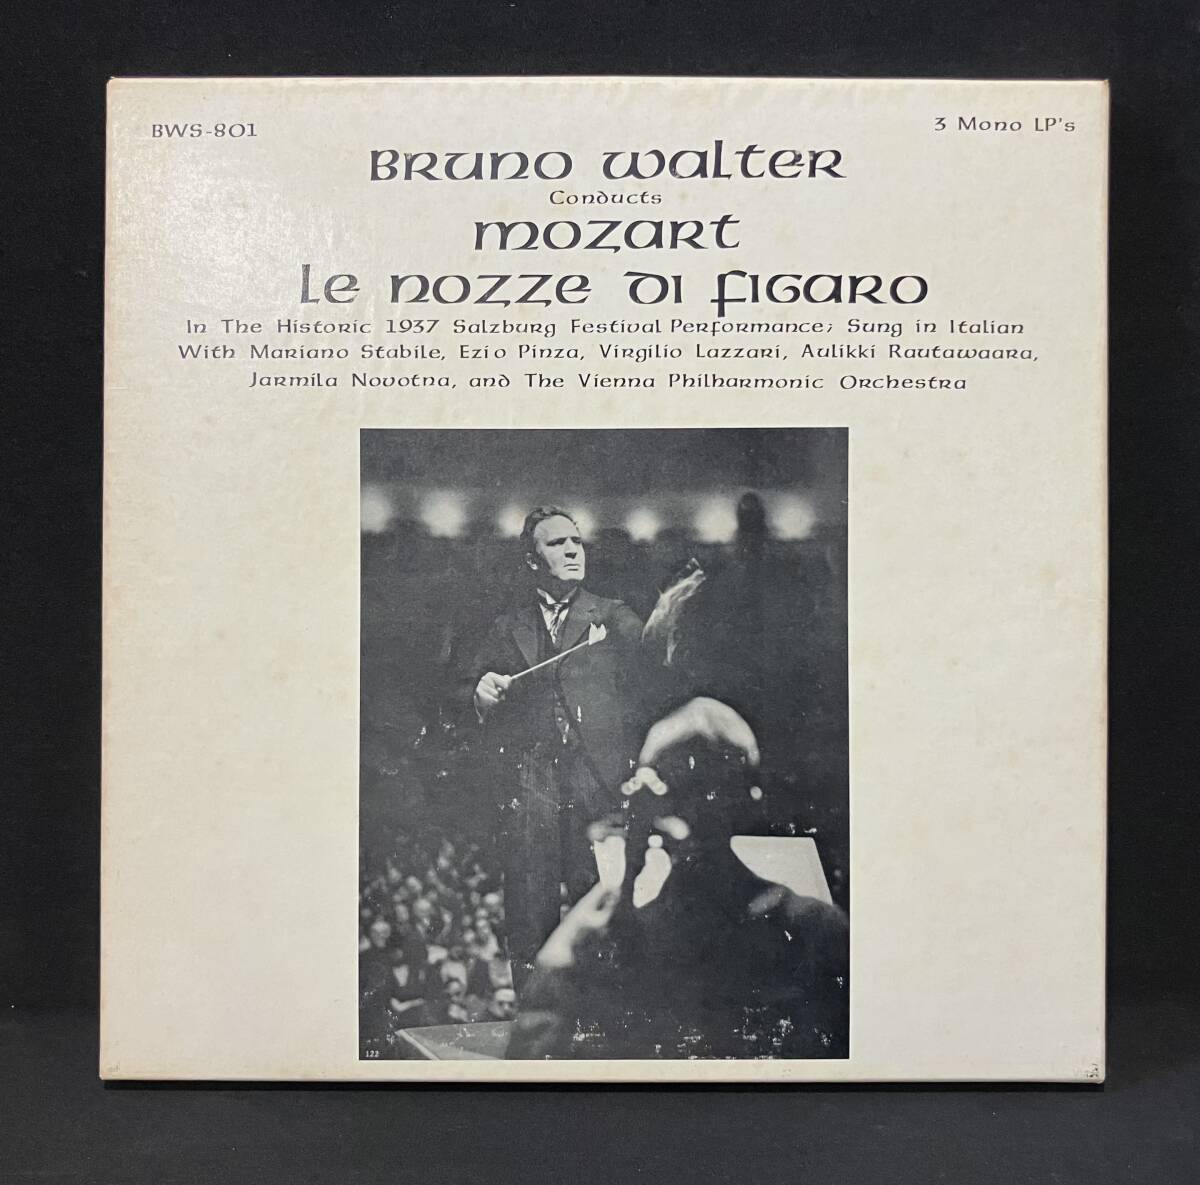 BWS-801
3 Mono LP's
Bruno Walter
Conducts
Mozart
Le Nozze di Figaro
In The Historic 1937 Salzburg Festival Performance; Sung in Italian
With Mariano Stabile, Ezio Pinza, Virgilio Lazzari, Aulikki Rautawaara,
Jarmila Novotna, and The Vienna Philharmonic Orchestra
122